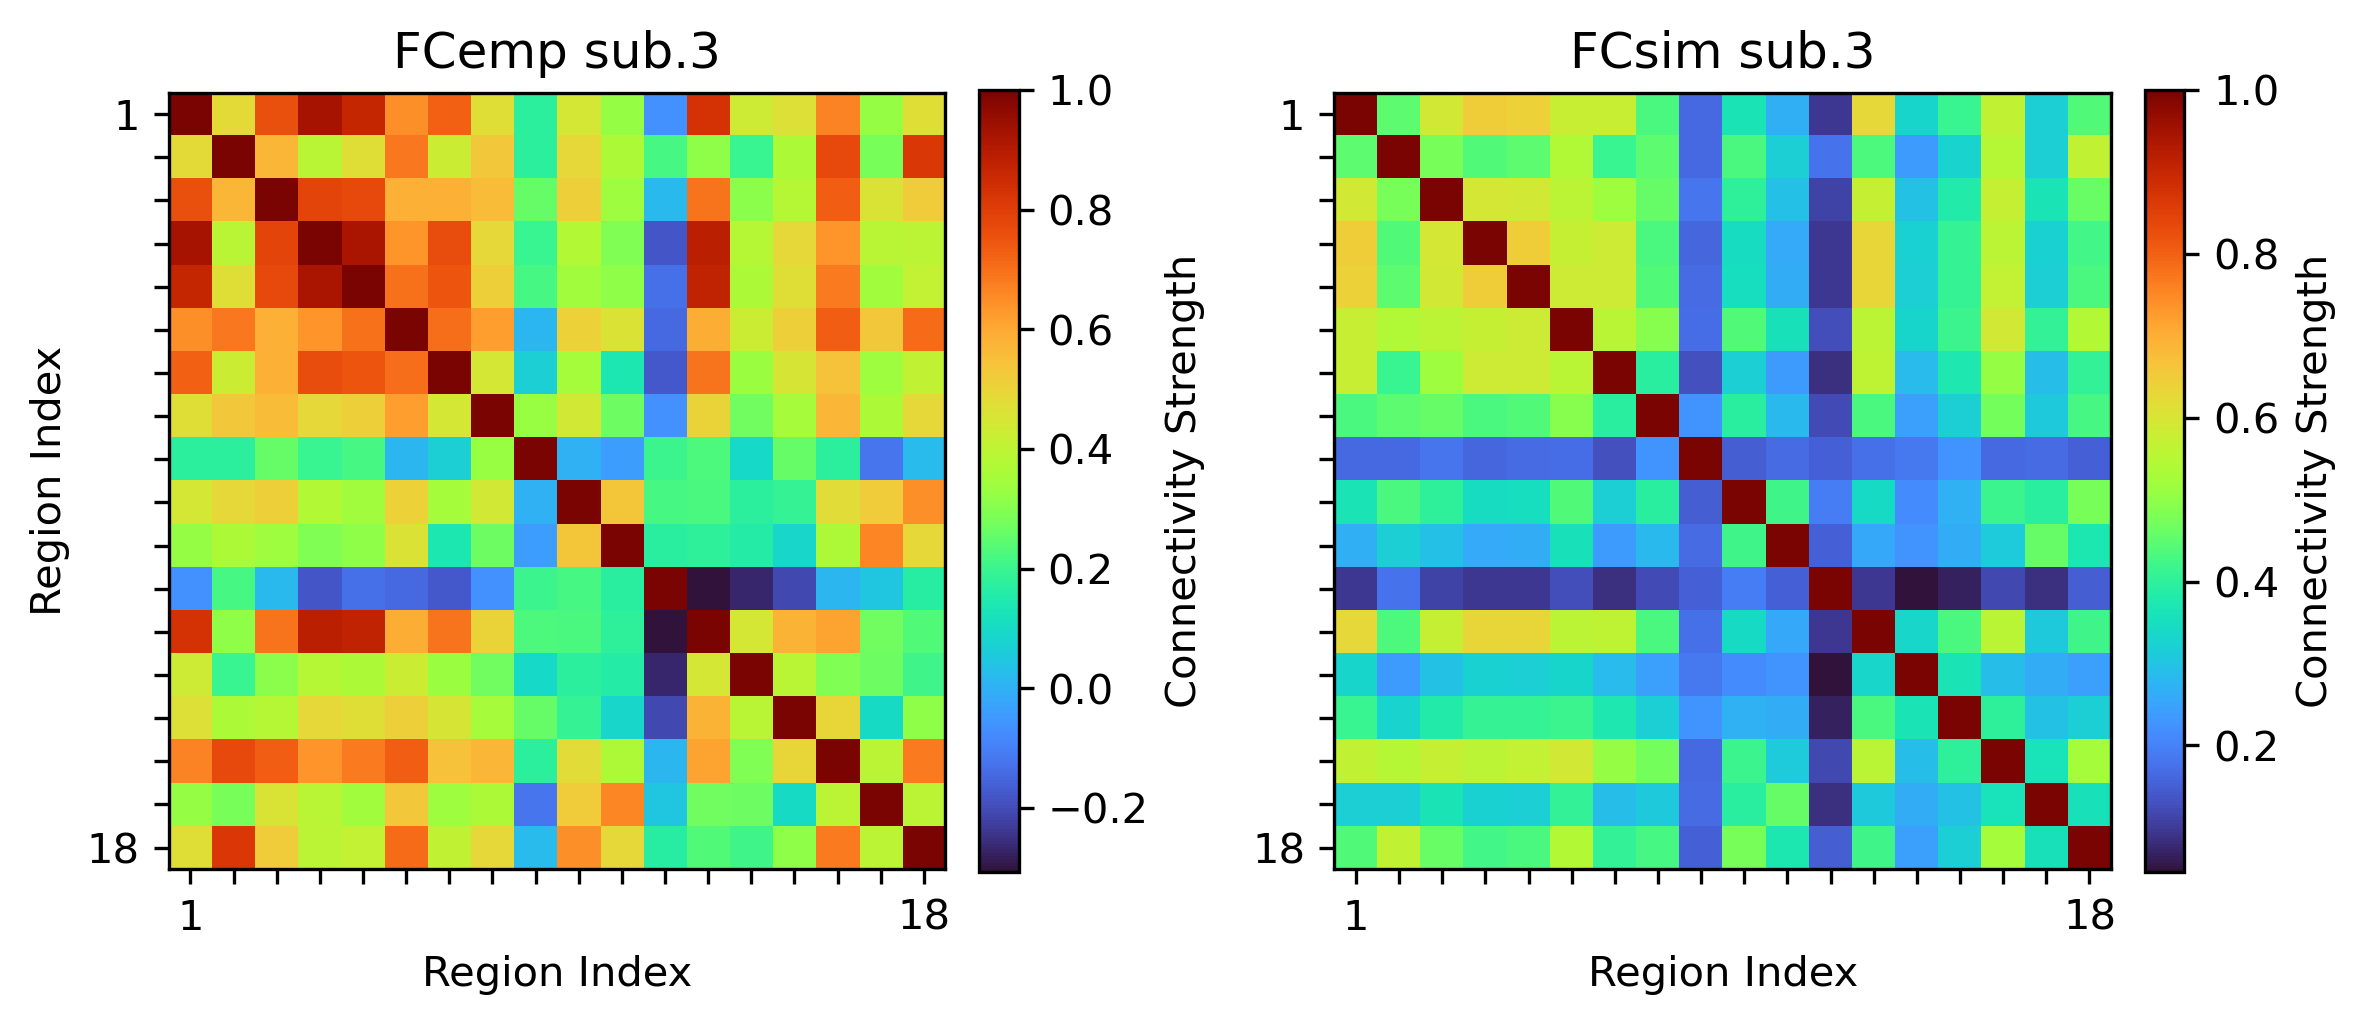 FCemp sub.3
1
18
1
18
Region Index
Region Index
1.0
0.8
0.6
0.4
0.2
0.0
−0.2
Connectivity Strength
FCsim sub.3
1
18
1
18
Region Index
1.0
0.8
0.6
0.4
0.2
Connectivity Strength